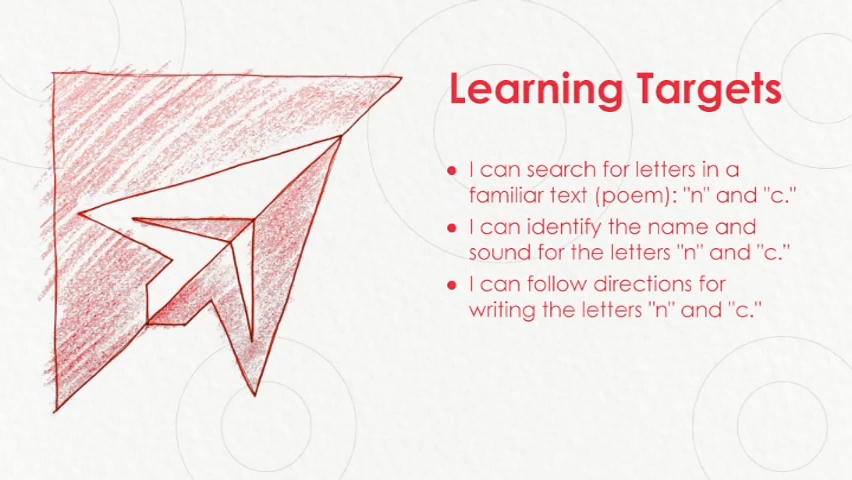 Learning Targets
● I can search for letters in a
familiar text (poem): "n" and "c."
● I can identify the name and
sound for the letters "n" and "c."
● I can follow directions for
writing the letters "n" and "c."